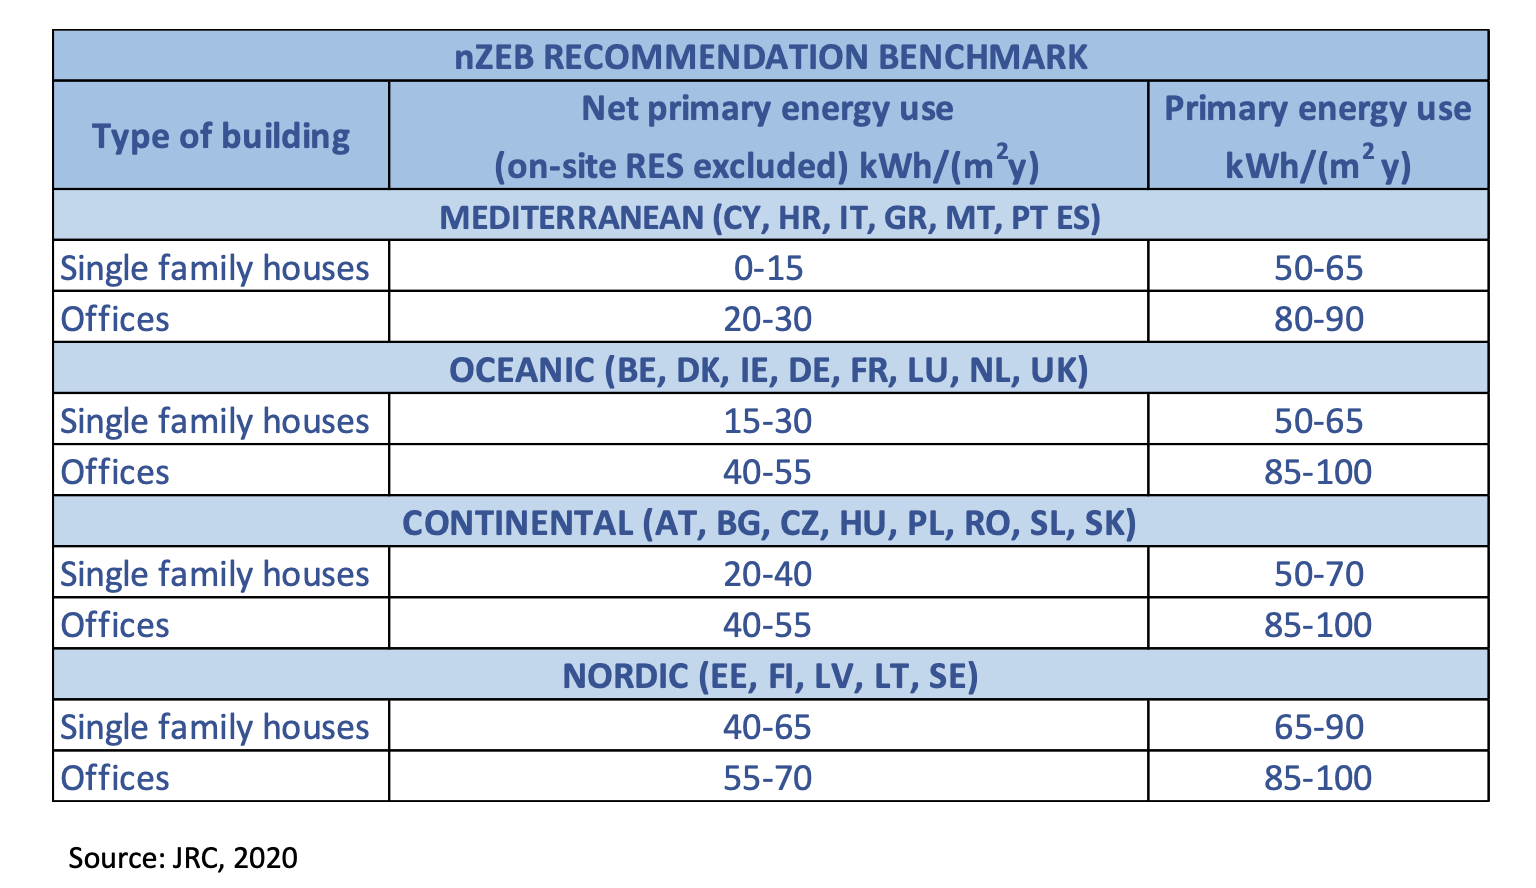 nZEB RECOMMENDATION BENCHMARK
Type of building
Net primary energy use
(on-site RES excluded) kWh/(m²y)
Primary energy use
kWh/(m² y)
MEDITERRANEAN (CY, HR, IT, GR, MT, PT ES)
Single family houses 0-15 50-65
Offices 20-30 80-90
OCEANIC (BE, DK, IE, DE, FR, LU, NL, UK)
Single family houses 15-30 50-65
Offices 40-55 85-100
CONTINENTAL (AT, BG, CZ, HU, PL, RO, SL, SK)
Single family houses 20-40 50-70
Offices 40-55 85-100
NORDIC (EE, FI, LV, LT, SE)
Single family houses 40-65 65-90
Offices 55-70 85-100
Source: JRC, 2020